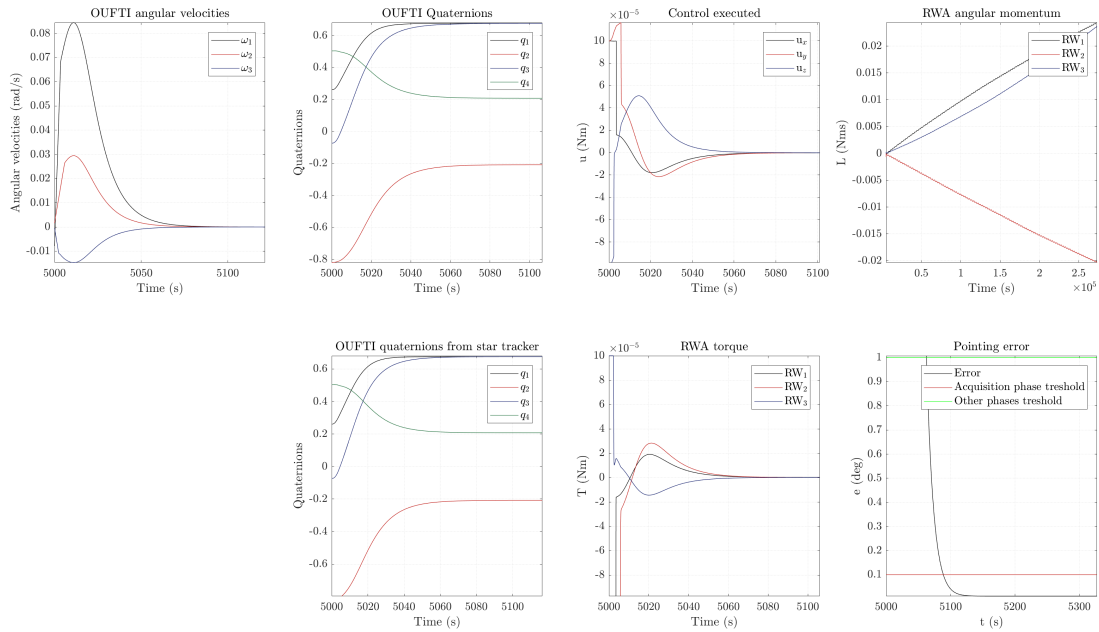 OUFTI angular velocities
Angular velocities (rad/s)
0.08
0.07
0.06
0.05
0.04
0.03
0.02
0.01
0
-0.01
5000 5050 5100
Time (s)
ω1
ω2
ω3
OUFTI Quaternions
Quaternions
0.6
0.4
0.2
0
-0.2
-0.4
-0.6
-0.8
5000 5020 5040 5060 5080 5100
Time (s)
q1
q2
q3
q4
Control executed
×10⁻⁵
u (Nm)
10
8
6
4
2
0
-2
-4
-6
-8
5000 5020 5040 5060 5080 5100
Time (s)
ux
uy
uz
RWA angular momentum
L (Nms)
0.02
0.015
0.01
0.005
0
-0.005
-0.01
-0.015
-0.02
0.5 1 1.5 2 2.5
×10⁵
Time (s)
RW1
RW2
RW3
OUFTI quaternions from star tracker
Quaternions
0.6
0.4
0.2
0
-0.2
-0.4
-0.6
5000 5020 5040 5060 5080 5100
Time (s)
q1
q2
q3
q4
RWA torque
×10⁻⁵
T (Nm)
10
8
6
4
2
0
-2
-4
-6
-8
5000 5020 5040 5060 5080 5100
Time (s)
RW1
RW2
RW3
Pointing error
e (deg)
1
0.9
0.8
0.7
0.6
0.5
0.4
0.3
0.2
0.1
5000 5100 5200 5300
t (s)
Error
Acquisition phase treshold
Other phases treshold